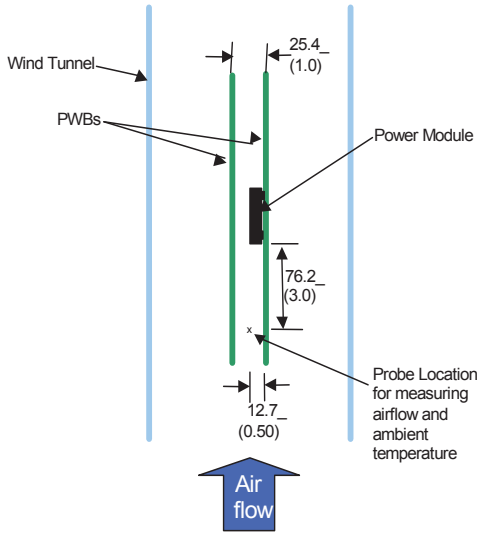 25.4_
(1.0)
Wind Tunnel
PWBs
Power Module
76.2_
(3.0)
x
Probe Location
for measuring
airflow and
ambient
temperature
12.7_
(0.50)
Air
flow